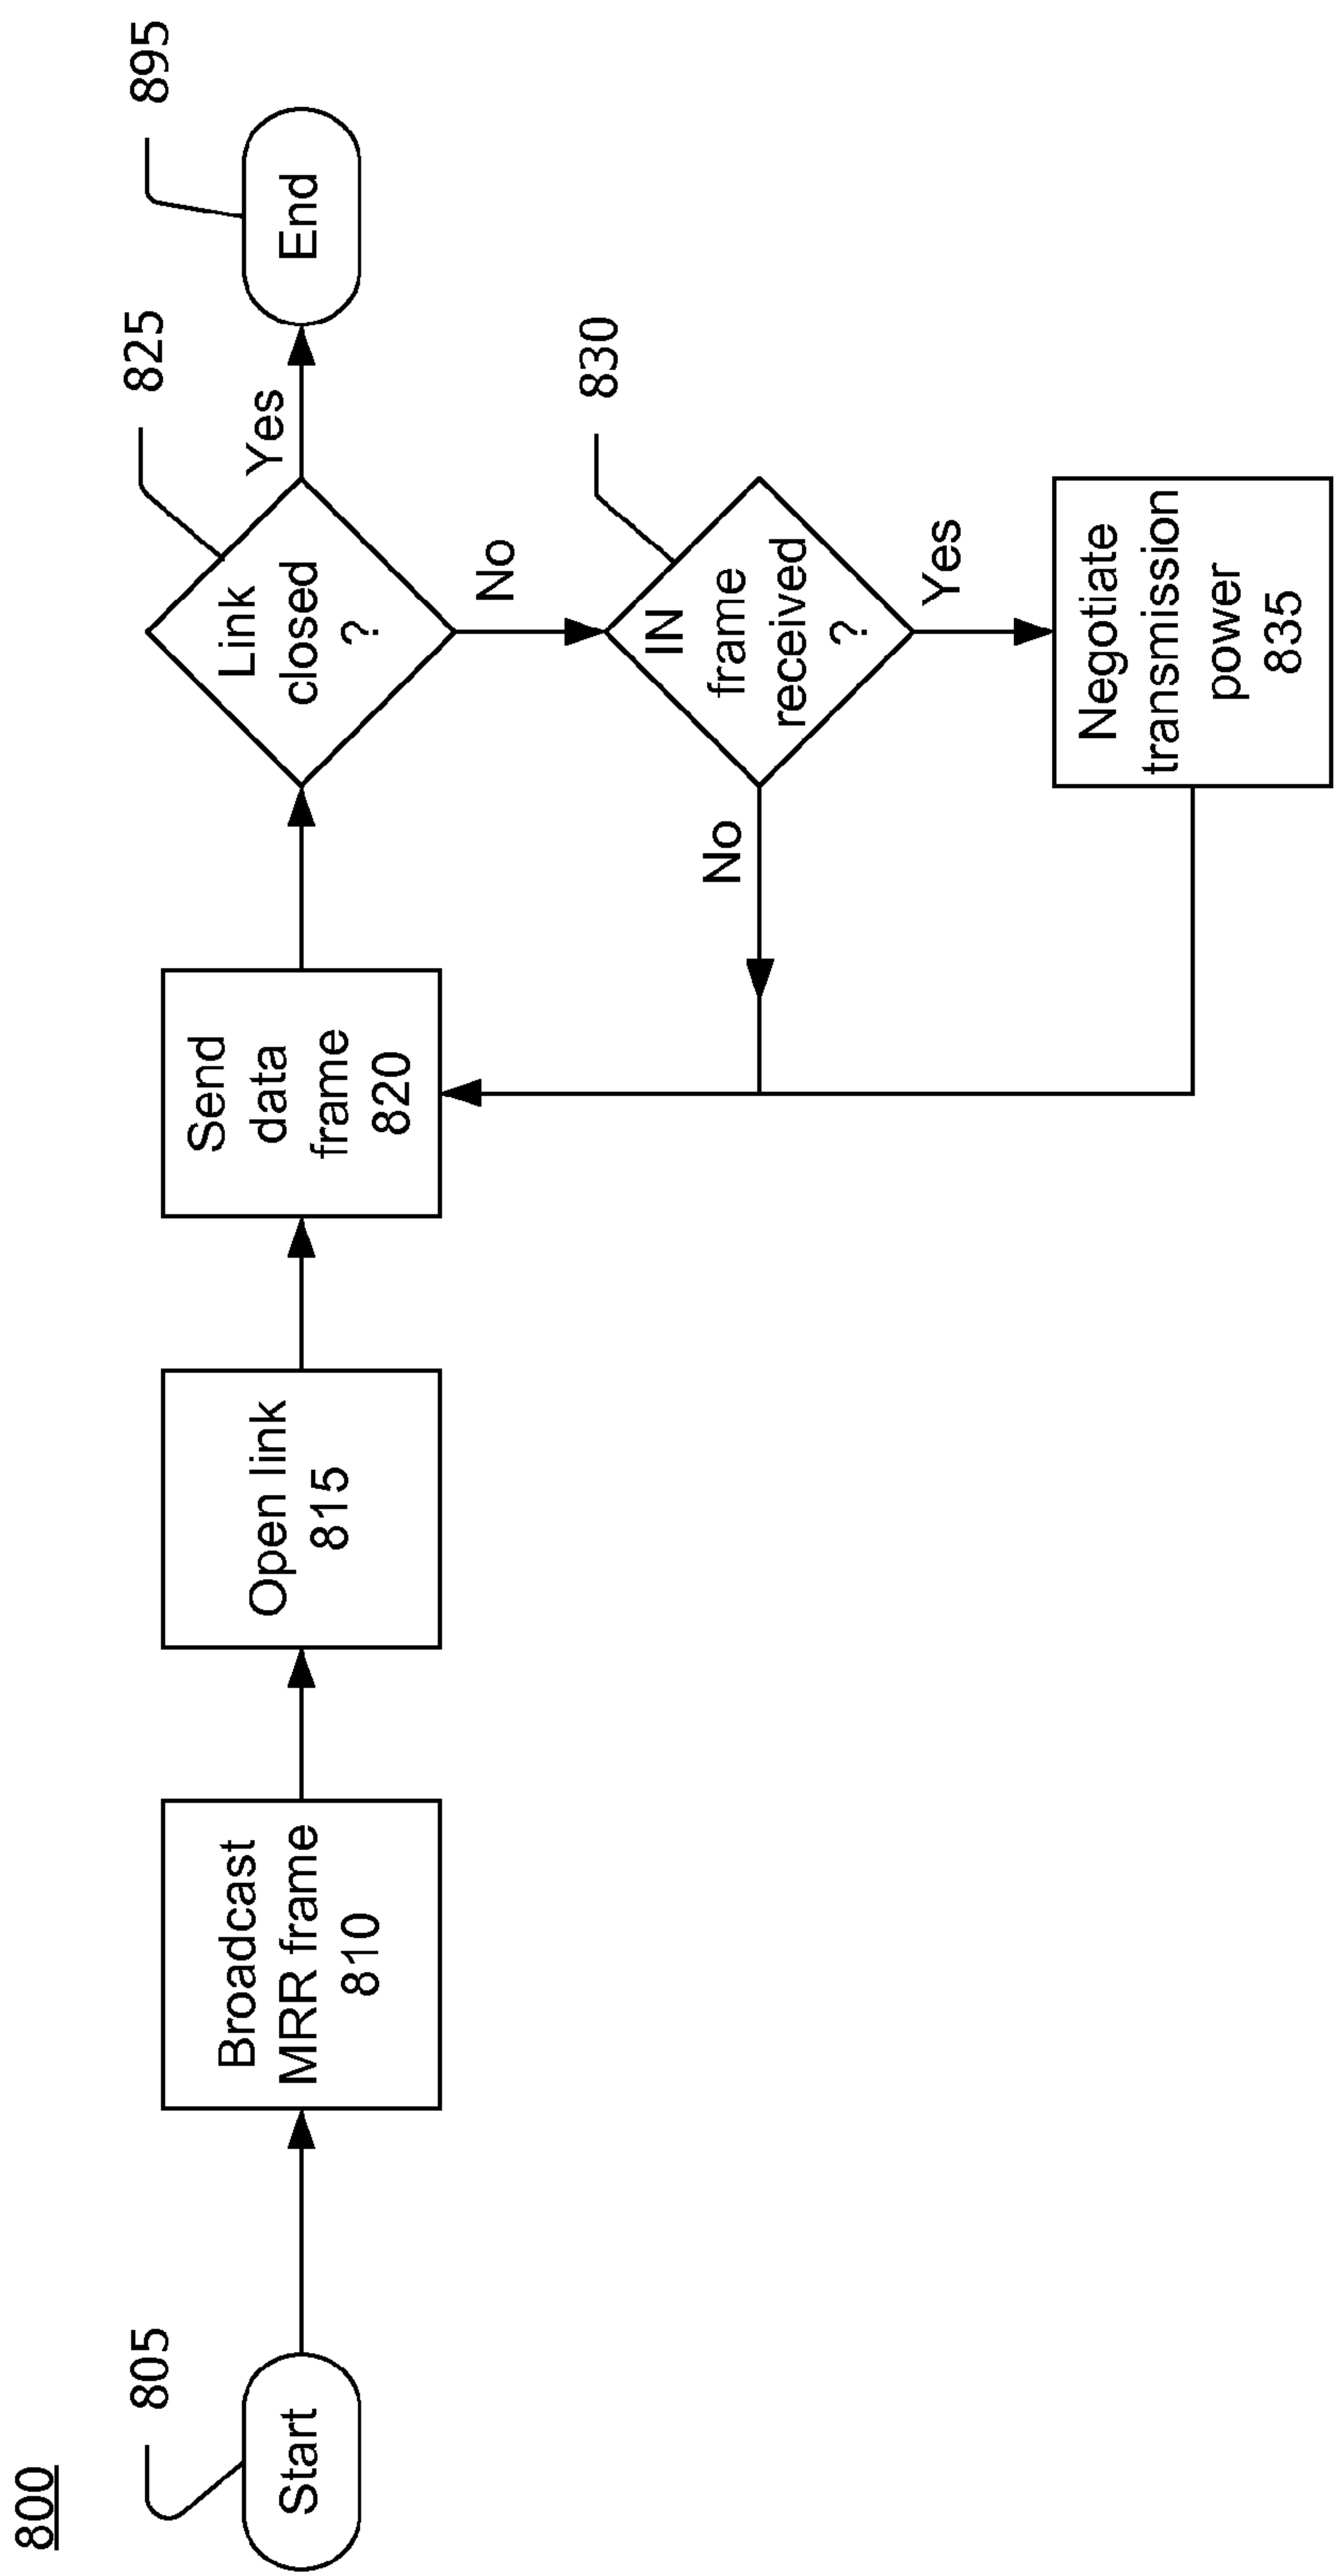 800
805
Start
Broadcast
MRR frame
810
Open link
815
Send
data
frame
820
825
Link
closed
?
Yes
895
End
No
830
IN
frame
received
?
No
Yes
Negotiate
transmission
power
835